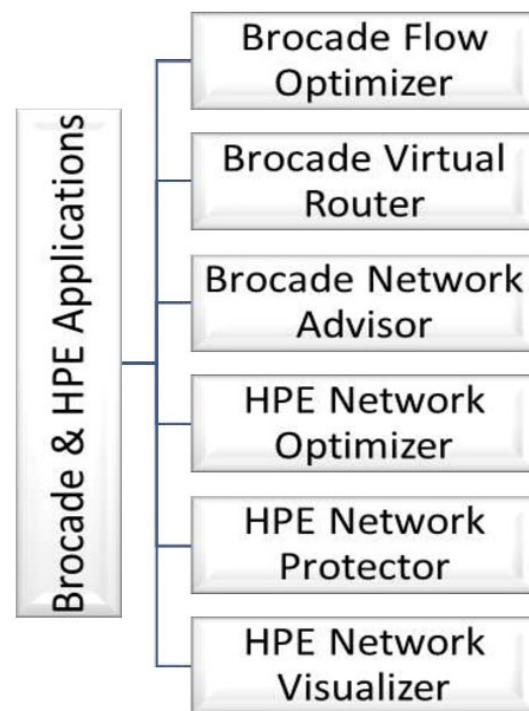 Brocade & HPE Applications
Brocade Flow
Optimizer
Brocade Virtual
Router
Brocade Network
Advisor
HPE Network
Optimizer
HPE Network
Protector
HPE Network
Visualizer